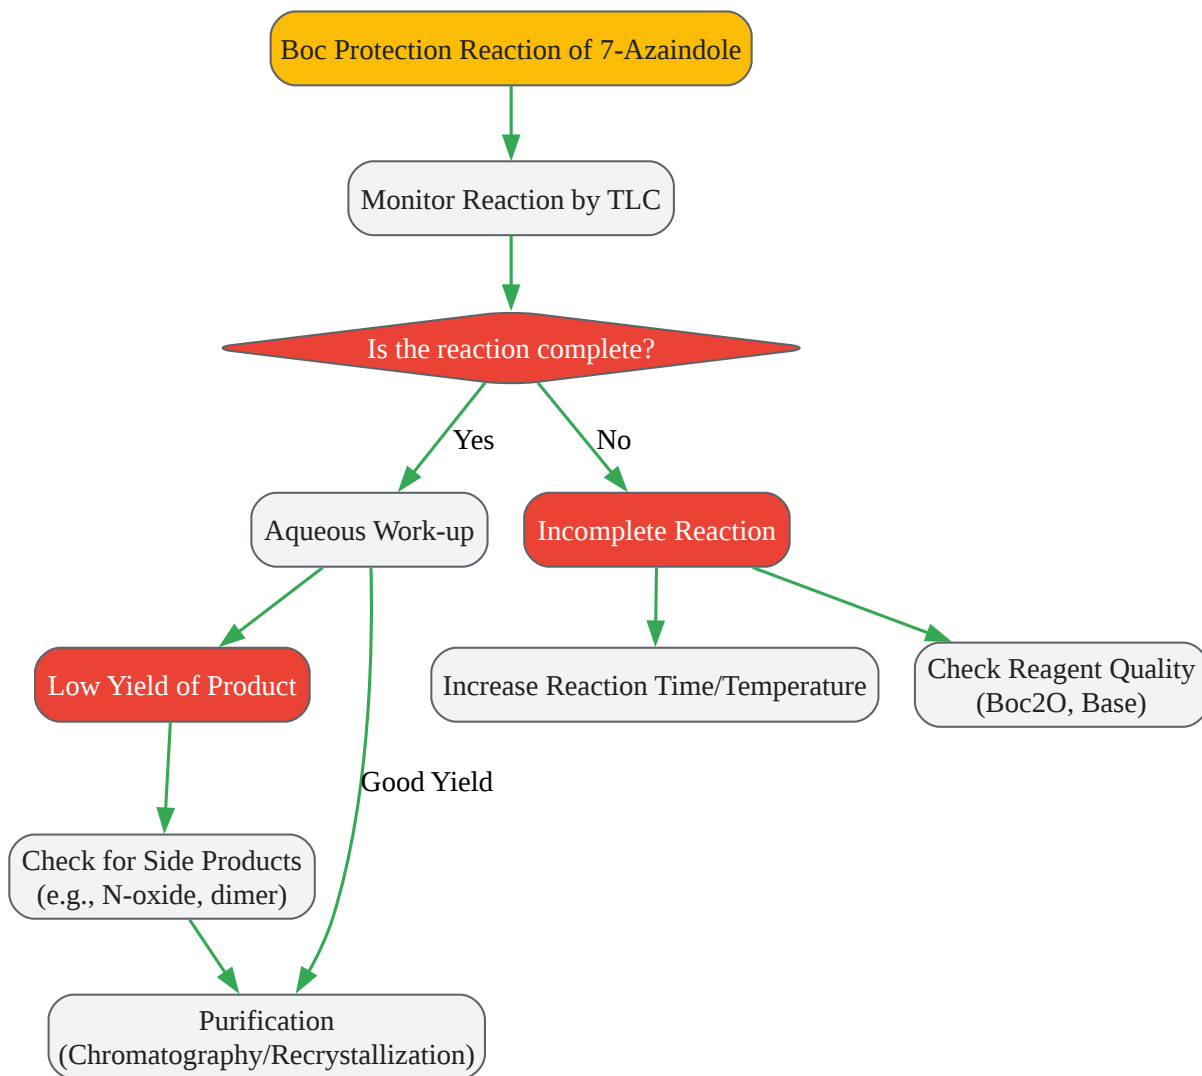 Boc Protection Reaction of 7-Azaindole
Monitor Reaction by TLC
Is the reaction complete?
Yes
No
Aqueous Work-up
Incomplete Reaction
Low Yield of Product
Increase Reaction Time/Temperature
Check Reagent Quality
(Boc2O, Base)
Good Yield
Check for Side Products
(e.g., N-oxide, dimer)
Purification
(Chromatography/Recrystallization)